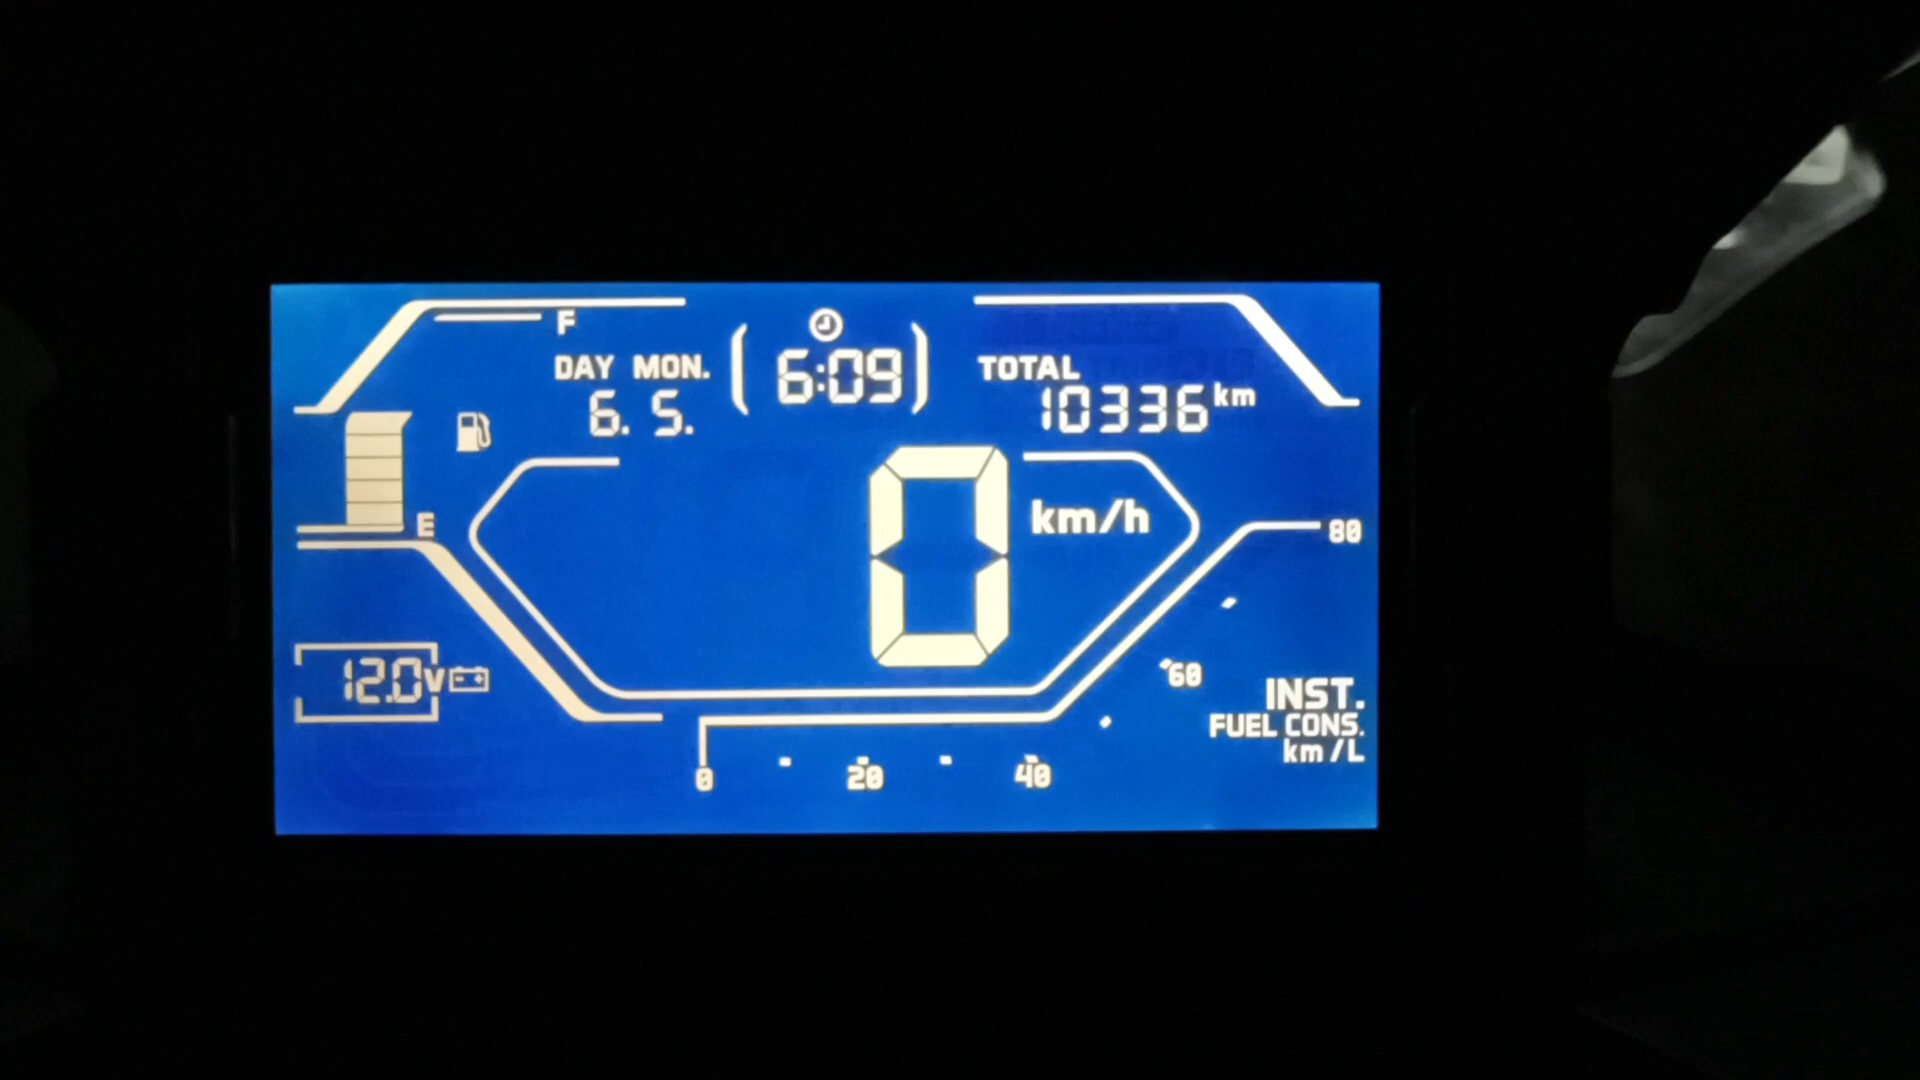 F
DAY MON.
6. 5.
6:09
TOTAL
10336 km
E
0 km/h
80
12.0V
60
INST.
FUEL CONS.
km/L
0 20 40